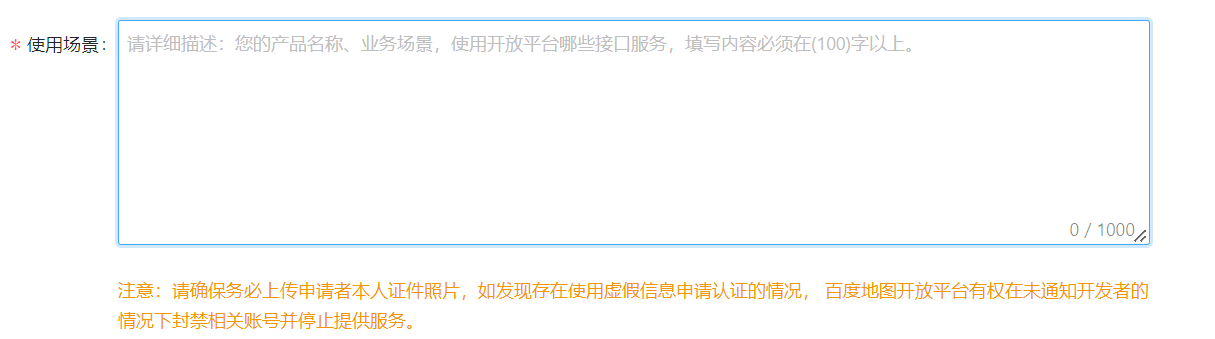 * 使用场景： 请详细描述：您的产品名称、业务场景，使用开放平台哪些接口服务，填写内容必须在(100)字以上。
0 / 1000
注意：请确保务必上传申请者本人证件照片，如发现存在使用虚假信息申请认证的情况， 百度地图开放平台有权在未通知开发者的
情况下封禁相关账号并停止提供服务。